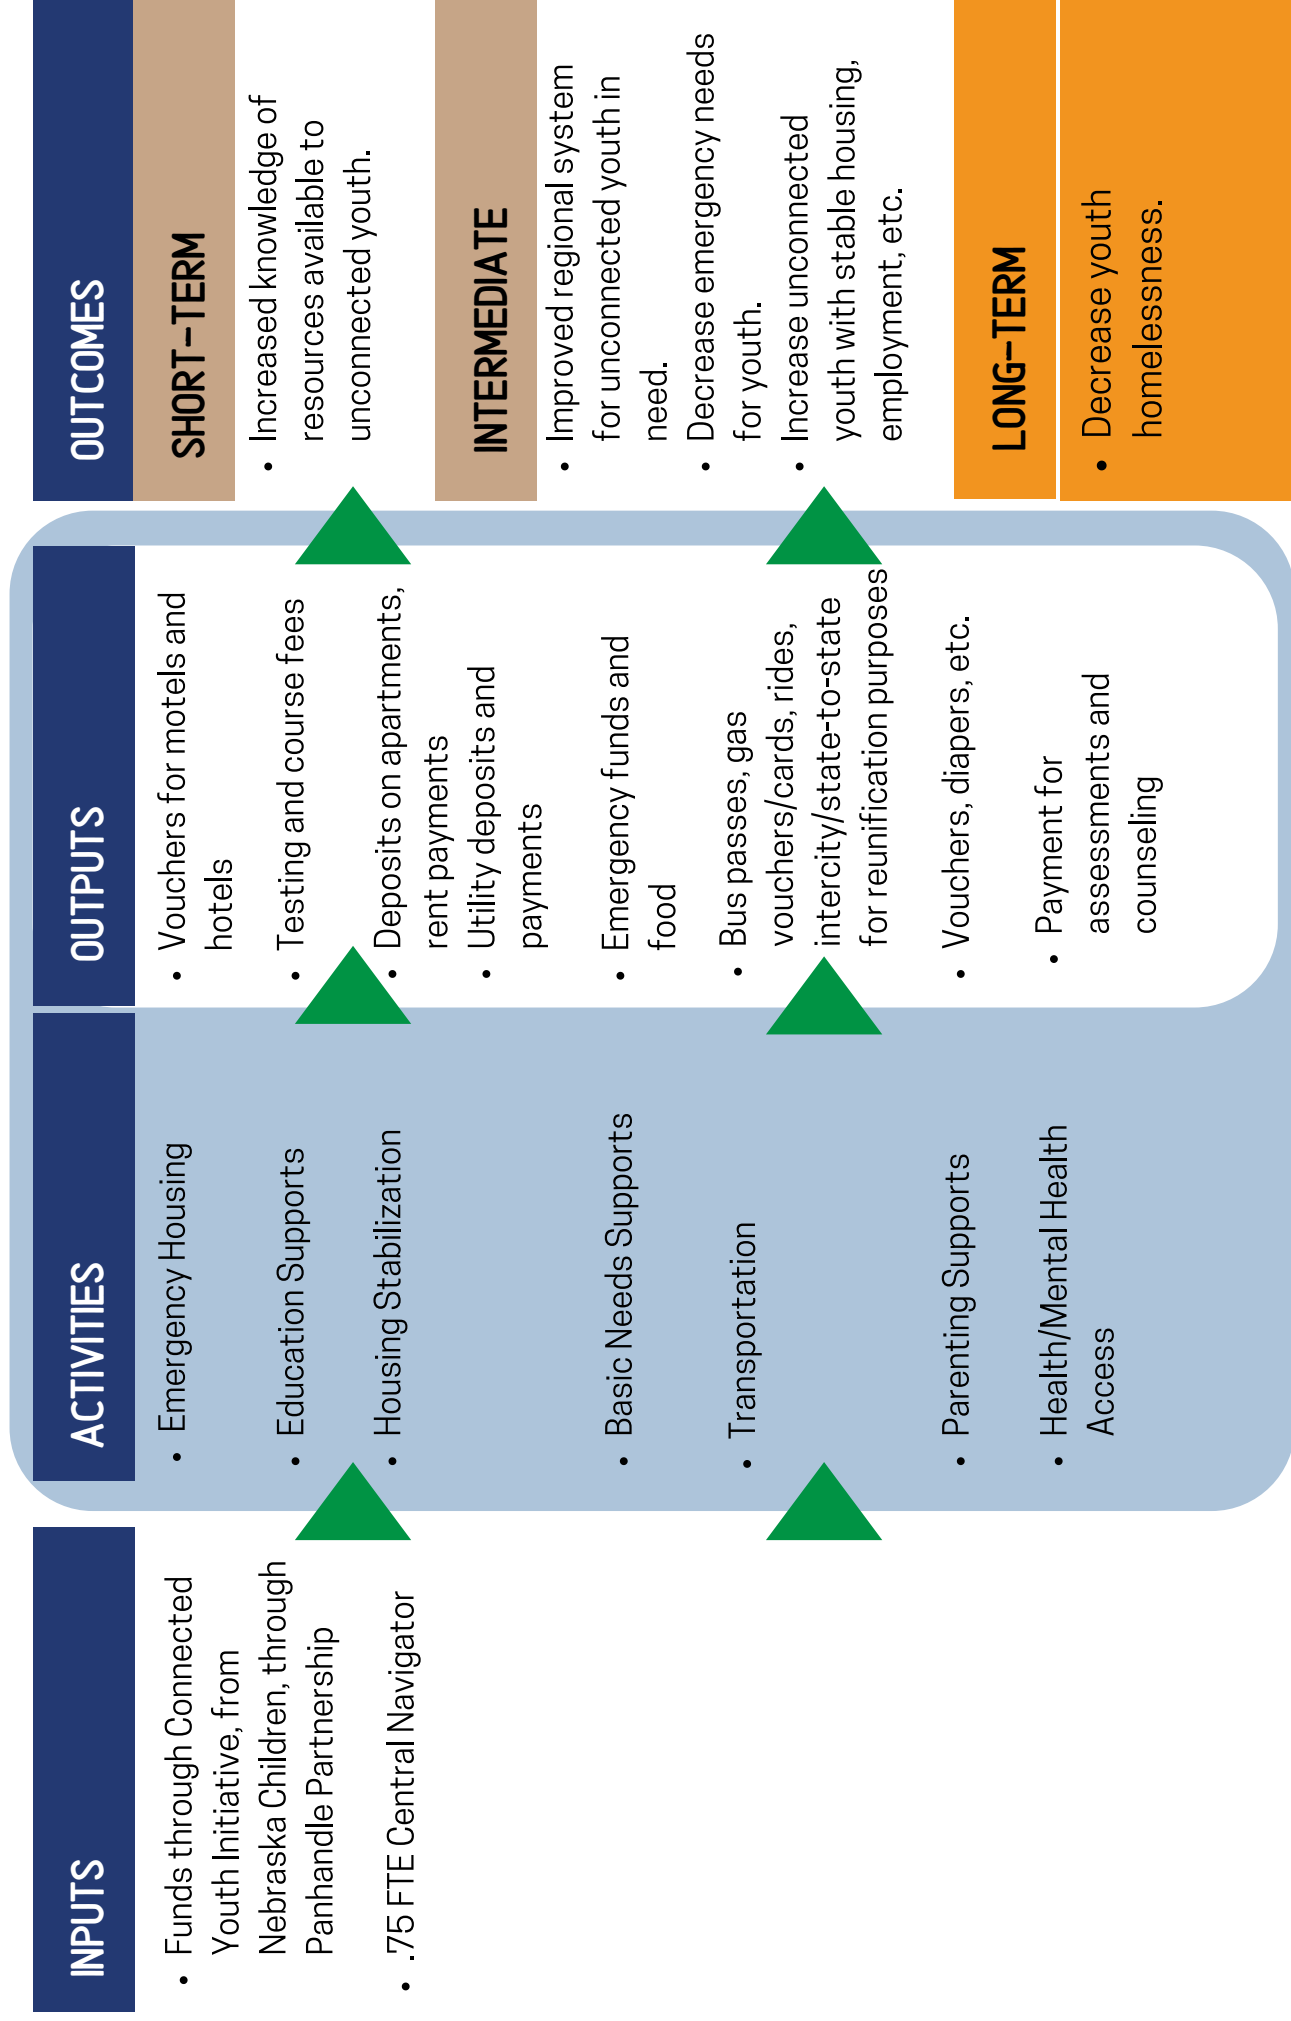 INPUTS
• Funds through Connected
Youth Initiative, from
Nebraska Children, through
Panhandle Partnership
• .75 FTE Central Navigator
ACTIVITIES
• Emergency Housing
• Education Supports
• Housing Stabilization
• Basic Needs Supports
• Transportation
• Parenting Supports
• Health/Mental Health
Access
OUTPUTS
• Vouchers for motels and
hotels
• Testing and course fees
• Deposits on apartments,
rent payments
• Utility deposits and
payments
• Emergency funds and
food
• Bus passes, gas
vouchers/cards, rides,
intercity/state-to-state
for reunification purposes
• Vouchers, diapers, etc.
• Payment for
assessments and
counseling
OUTCOMES
SHORT-TERM
• Increased knowledge of
resources available to
unconnected youth.
INTERMEDIATE
• Improved regional system
for unconnected youth in
need.
• Decrease emergency needs
for youth.
• Increase unconnected
youth with stable housing,
employment, etc.
LONG-TERM
• Decrease youth
homelessness.